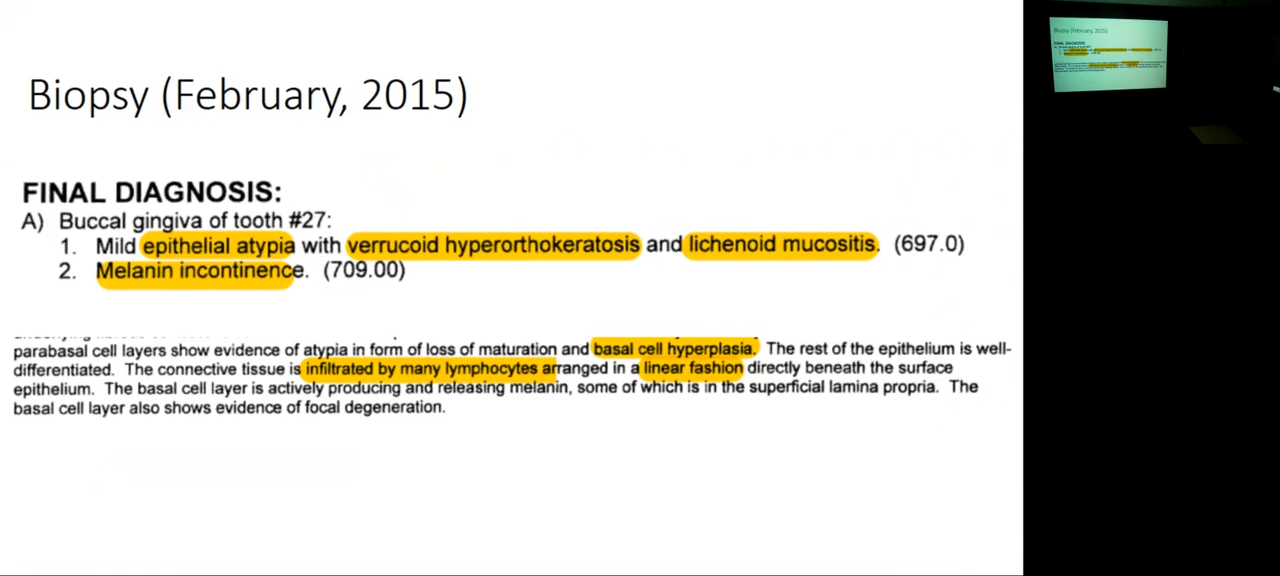 Biopsy (February, 2015)
FINAL DIAGNOSIS:
A) Buccal gingiva of tooth #27:
1. Mild epithelial atypia with verrucoid hyperorthokeratosis and lichenoid mucositis. (697.0)
2. Melanin incontinence. (709.00)
parabasal cell layers show evidence of atypia in form of loss of maturation and basal cell hyperplasia. The rest of the epithelium is well-
differentiated. The connective tissue is infiltrated by many lymphocytes arranged in a linear fashion directly beneath the surface
epithelium. The basal cell layer is actively producing and releasing melanin, some of which is in the superficial lamina propria. The
basal cell layer also shows evidence of focal degeneration.
Biopsy (February, 2015)
FINAL DIAGNOSIS: